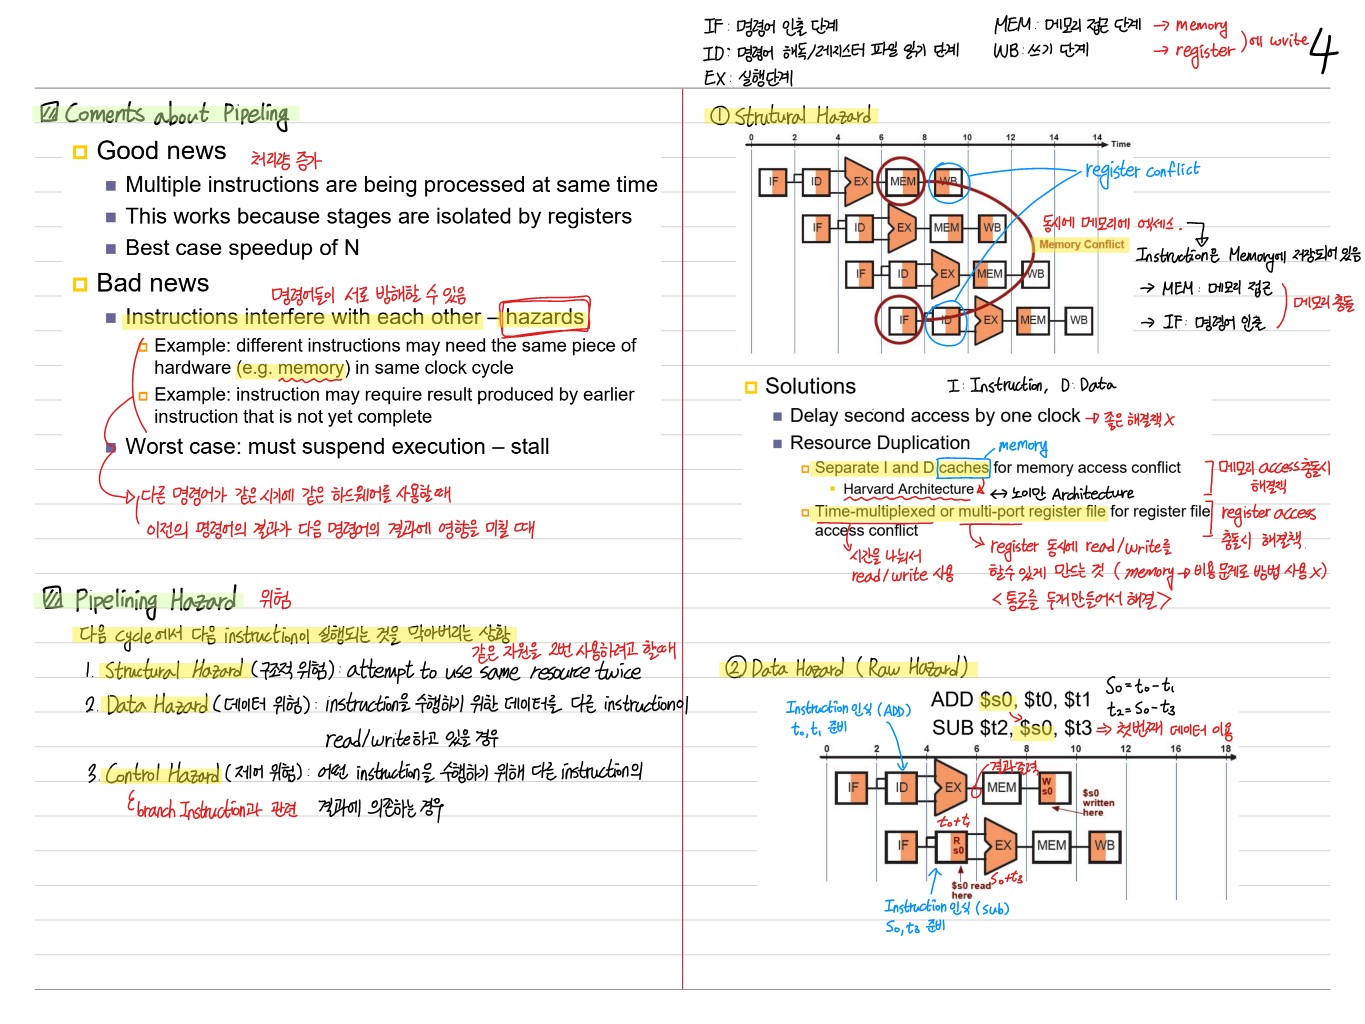 IF : 명령어 인출 단계
ID : 명령어 해독/레지스터 파일 읽기 단계
EX : 실행단계
MEM : 메모리 접근 단계 → memory
WB : 쓰기 단계 → register
)에 write
4
Coments about Pipeling
Good news
처리량 증가
Multiple instructions are being processed at same time
This works because stages are isolated by registers
Best case speedup of N
Bad news
명령어들이 서로 방해할 수 있음
Instructions interfere with each other – hazards
Example: different instructions may need the same piece of
hardware (e.g. memory) in same clock cycle
Example: instruction may require result produced by earlier
instruction that is not yet complete
Worst case: must suspend execution – stall
다른 명령어가 같은 시기에 같은 하드웨어를 사용할 때
이전의 명령어의 결과가 다음 명령어의 결과에 영향을 미칠 때
Pipelining Hazard 위험
다음 cycle에서 다음 instruction이 실행되는 것을 막아버리는 상황
같은 자원을 2번 사용하려고 할때
1. Structural Hazard (구조적 위험) : attempt to use same resource twice
2. Data Hazard (데이터 위험) : instruction을 수행하기 위한 데이터를 다른 instruction이
read/write하고 있을 경우
3. Control Hazard (제어 위험) : 어떤 instruction을 수행하기 위해 다른 instruction의
branch Instruction과 관련 결과에 의존하는 경우
① Strutural Hazard
0 2 4 6 8 10 12 14 Time
IF ID EX MEM WB
register conflict
IF ID EX MEM WB
동시에 메모리에 엑세스.
Memory Conflict
Instruction은 Memory에 저장되어 있음
IF ID EX MEM WB
→ MEM : 메모리 접근
→ IF : 명령어 인출
메모리 충돌
IF ID EX MEM WB
Solutions
I : Instruction, D : Data
Delay second access by one clock → 좋은 해결책 X
Resource Duplication
memory
Separate I and D caches for memory access conflict
Harvard Architecture ↔ 노이만 Architecture
메모리 access충돌시
해결책
Time-multiplexed or multi-port register file for register file
access conflict
register access
충돌시 해결책.
시간을 나눠서
read/write 사용
register 동시에 read/write를
할수 있게 만드는 것 (memory → 비용 문제로 방법 사용 X)
<통로를 두개 만들어서 해결>
② Data Hazard (Raw Hazard)
ADD $s0, $t0, $t1
SUB $t2, $s0, $t3 ⇒ 첫번째 데이터 이용
S0 = t0 - t1
t2 = S0 - t3
Instruction 인식 (ADD)
t0, t1 준비
0 2 4 6 8 10 12 16 18
결과 출력
IF ID EX MEM W s0
t0+t1
$s0
written
here
IF R s0 EX MEM WB
S0+t3
$s0 read
here
Instruction 인식 (sub)
S0, t3 준비